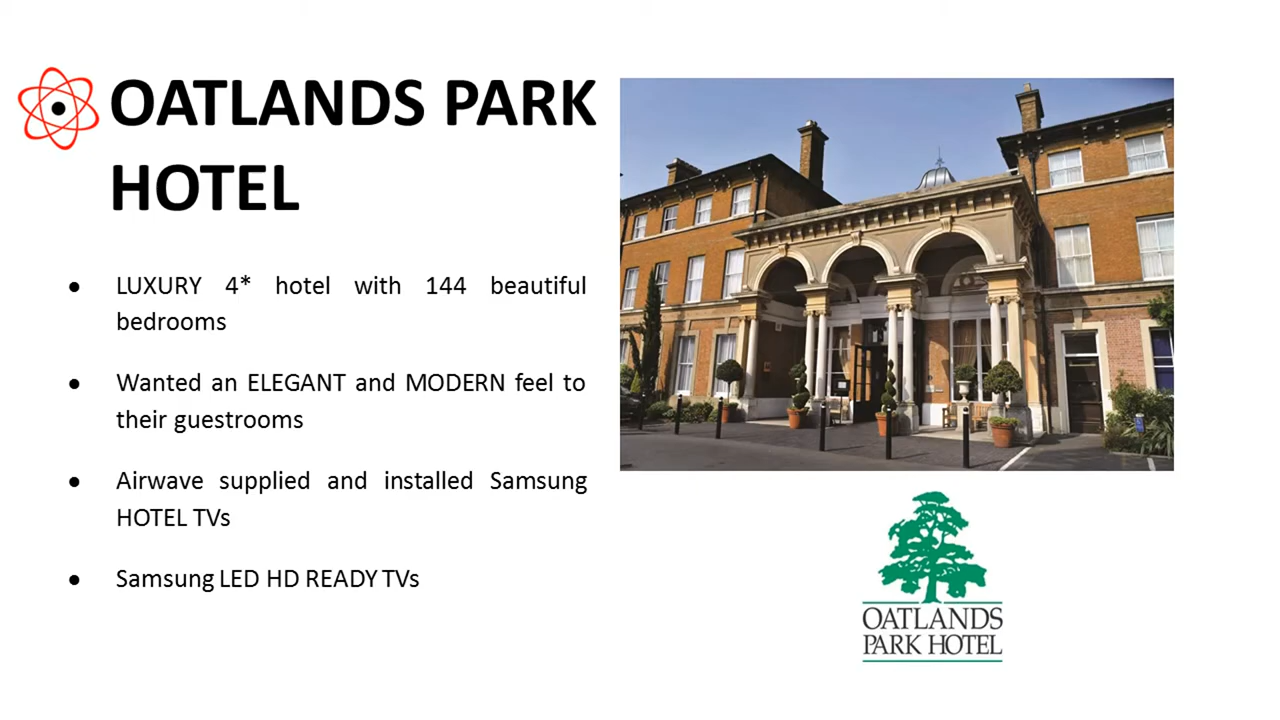 OATLANDS PARK
HOTEL
● LUXURY 4* hotel with 144 beautiful
bedrooms
● Wanted an ELEGANT and MODERN feel to
their guestrooms
● Airwave supplied and installed Samsung
HOTEL TVs
● Samsung LED HD READY TVs
OATLANDS
PARK HOTEL